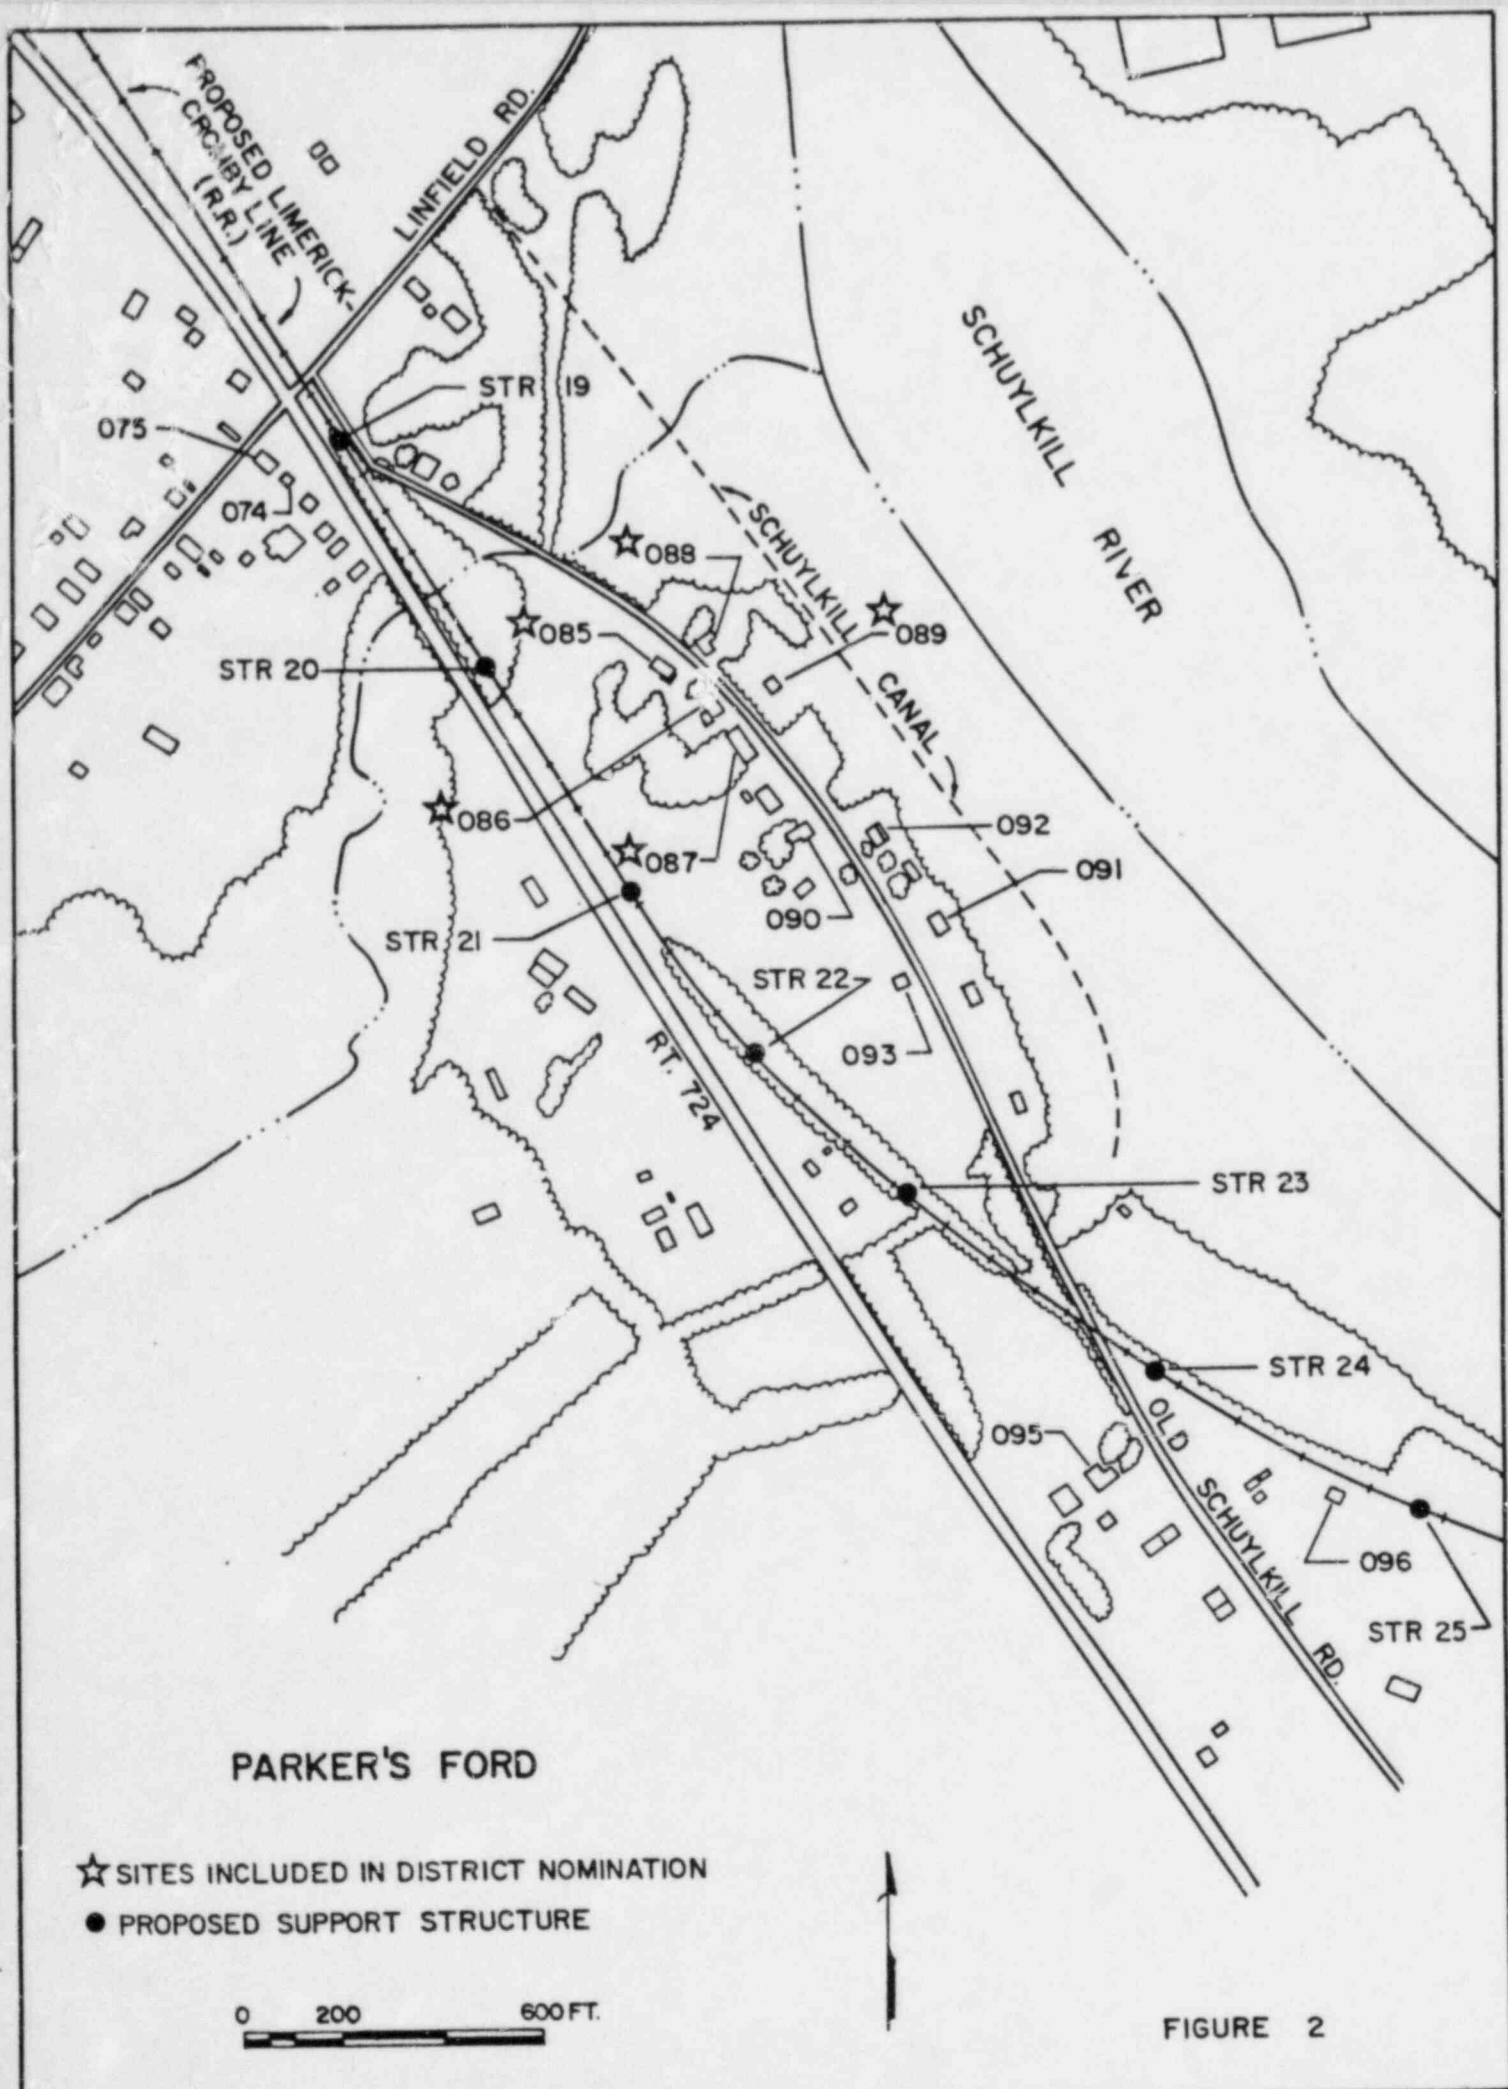 PROPOSED LIMERICK-
CROMBY LINE
(R.R.)
LINFIELD RD.
SCHUYLKILL
RIVER
STR 19
075
074
088
SCHUYLKILL
CANAL
085
089
STR 20
086
087
092
091
090
STR 21
STR 22
093
RT. 724
STR 23
STR 24
095
OLD
SCHUYLKILL
RD.
096
STR 25
PARKER'S FORD
SITES INCLUDED IN DISTRICT NOMINATION
PROPOSED SUPPORT STRUCTURE
0 200 600 FT.
FIGURE 2